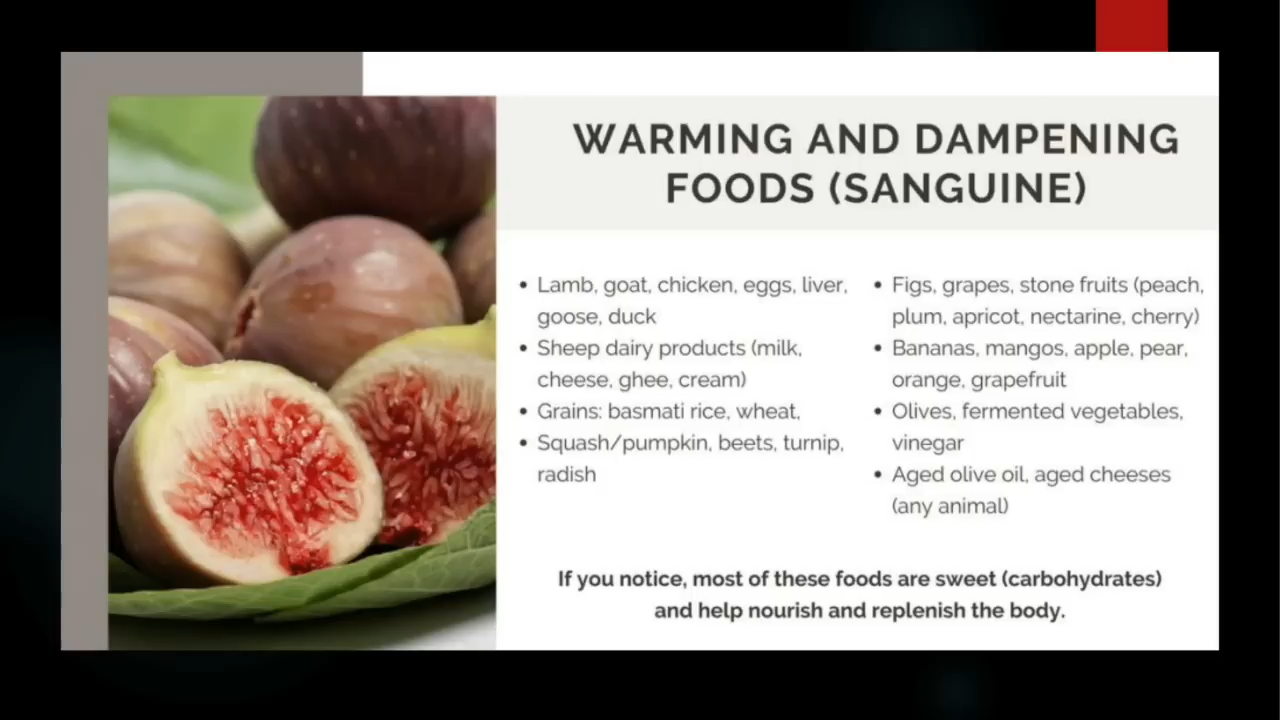 WARMING AND DAMPENING
FOODS (SANGUINE)
• Lamb, goat, chicken, eggs, liver,
goose, duck
• Sheep dairy products (milk,
cheese, ghee, cream)
• Grains: basmati rice, wheat,
• Squash/pumpkin, beets, turnip,
radish
• Figs, grapes, stone fruits (peach,
plum, apricot, nectarine, cherry)
• Bananas, mangos, apple, pear,
orange, grapefruit
• Olives, fermented vegetables,
vinegar
• Aged olive oil, aged cheeses
(any animal)
If you notice, most of these foods are sweet (carbohydrates)
and help nourish and replenish the body.